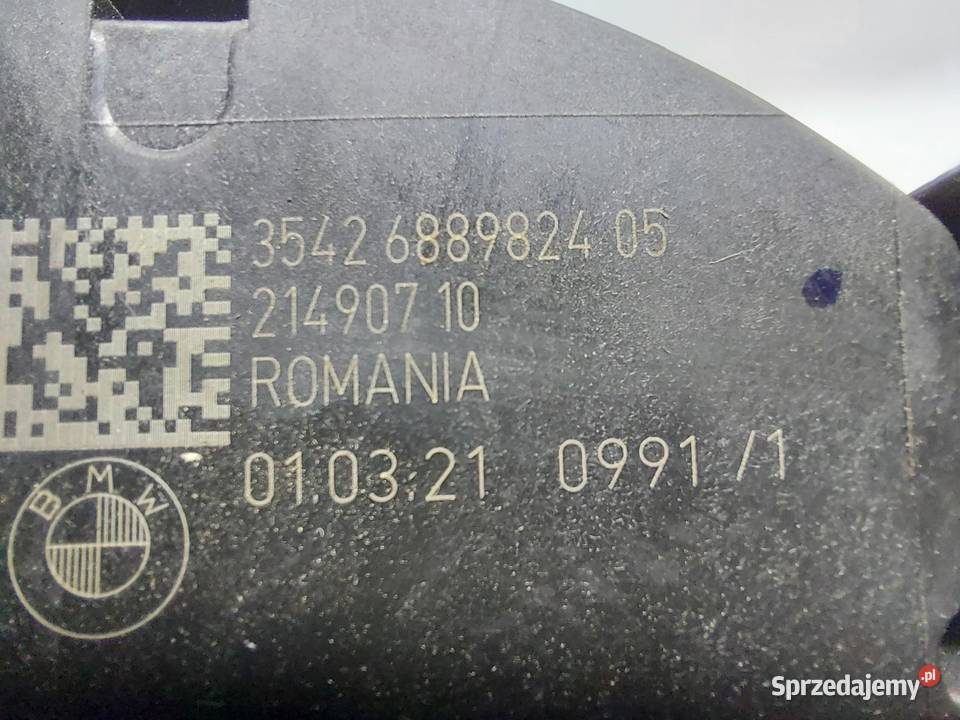 3542 6889824 05
214907 10
ROMANIA
01.03.21 0991 /1
BMW
Sprzedajemy.pl